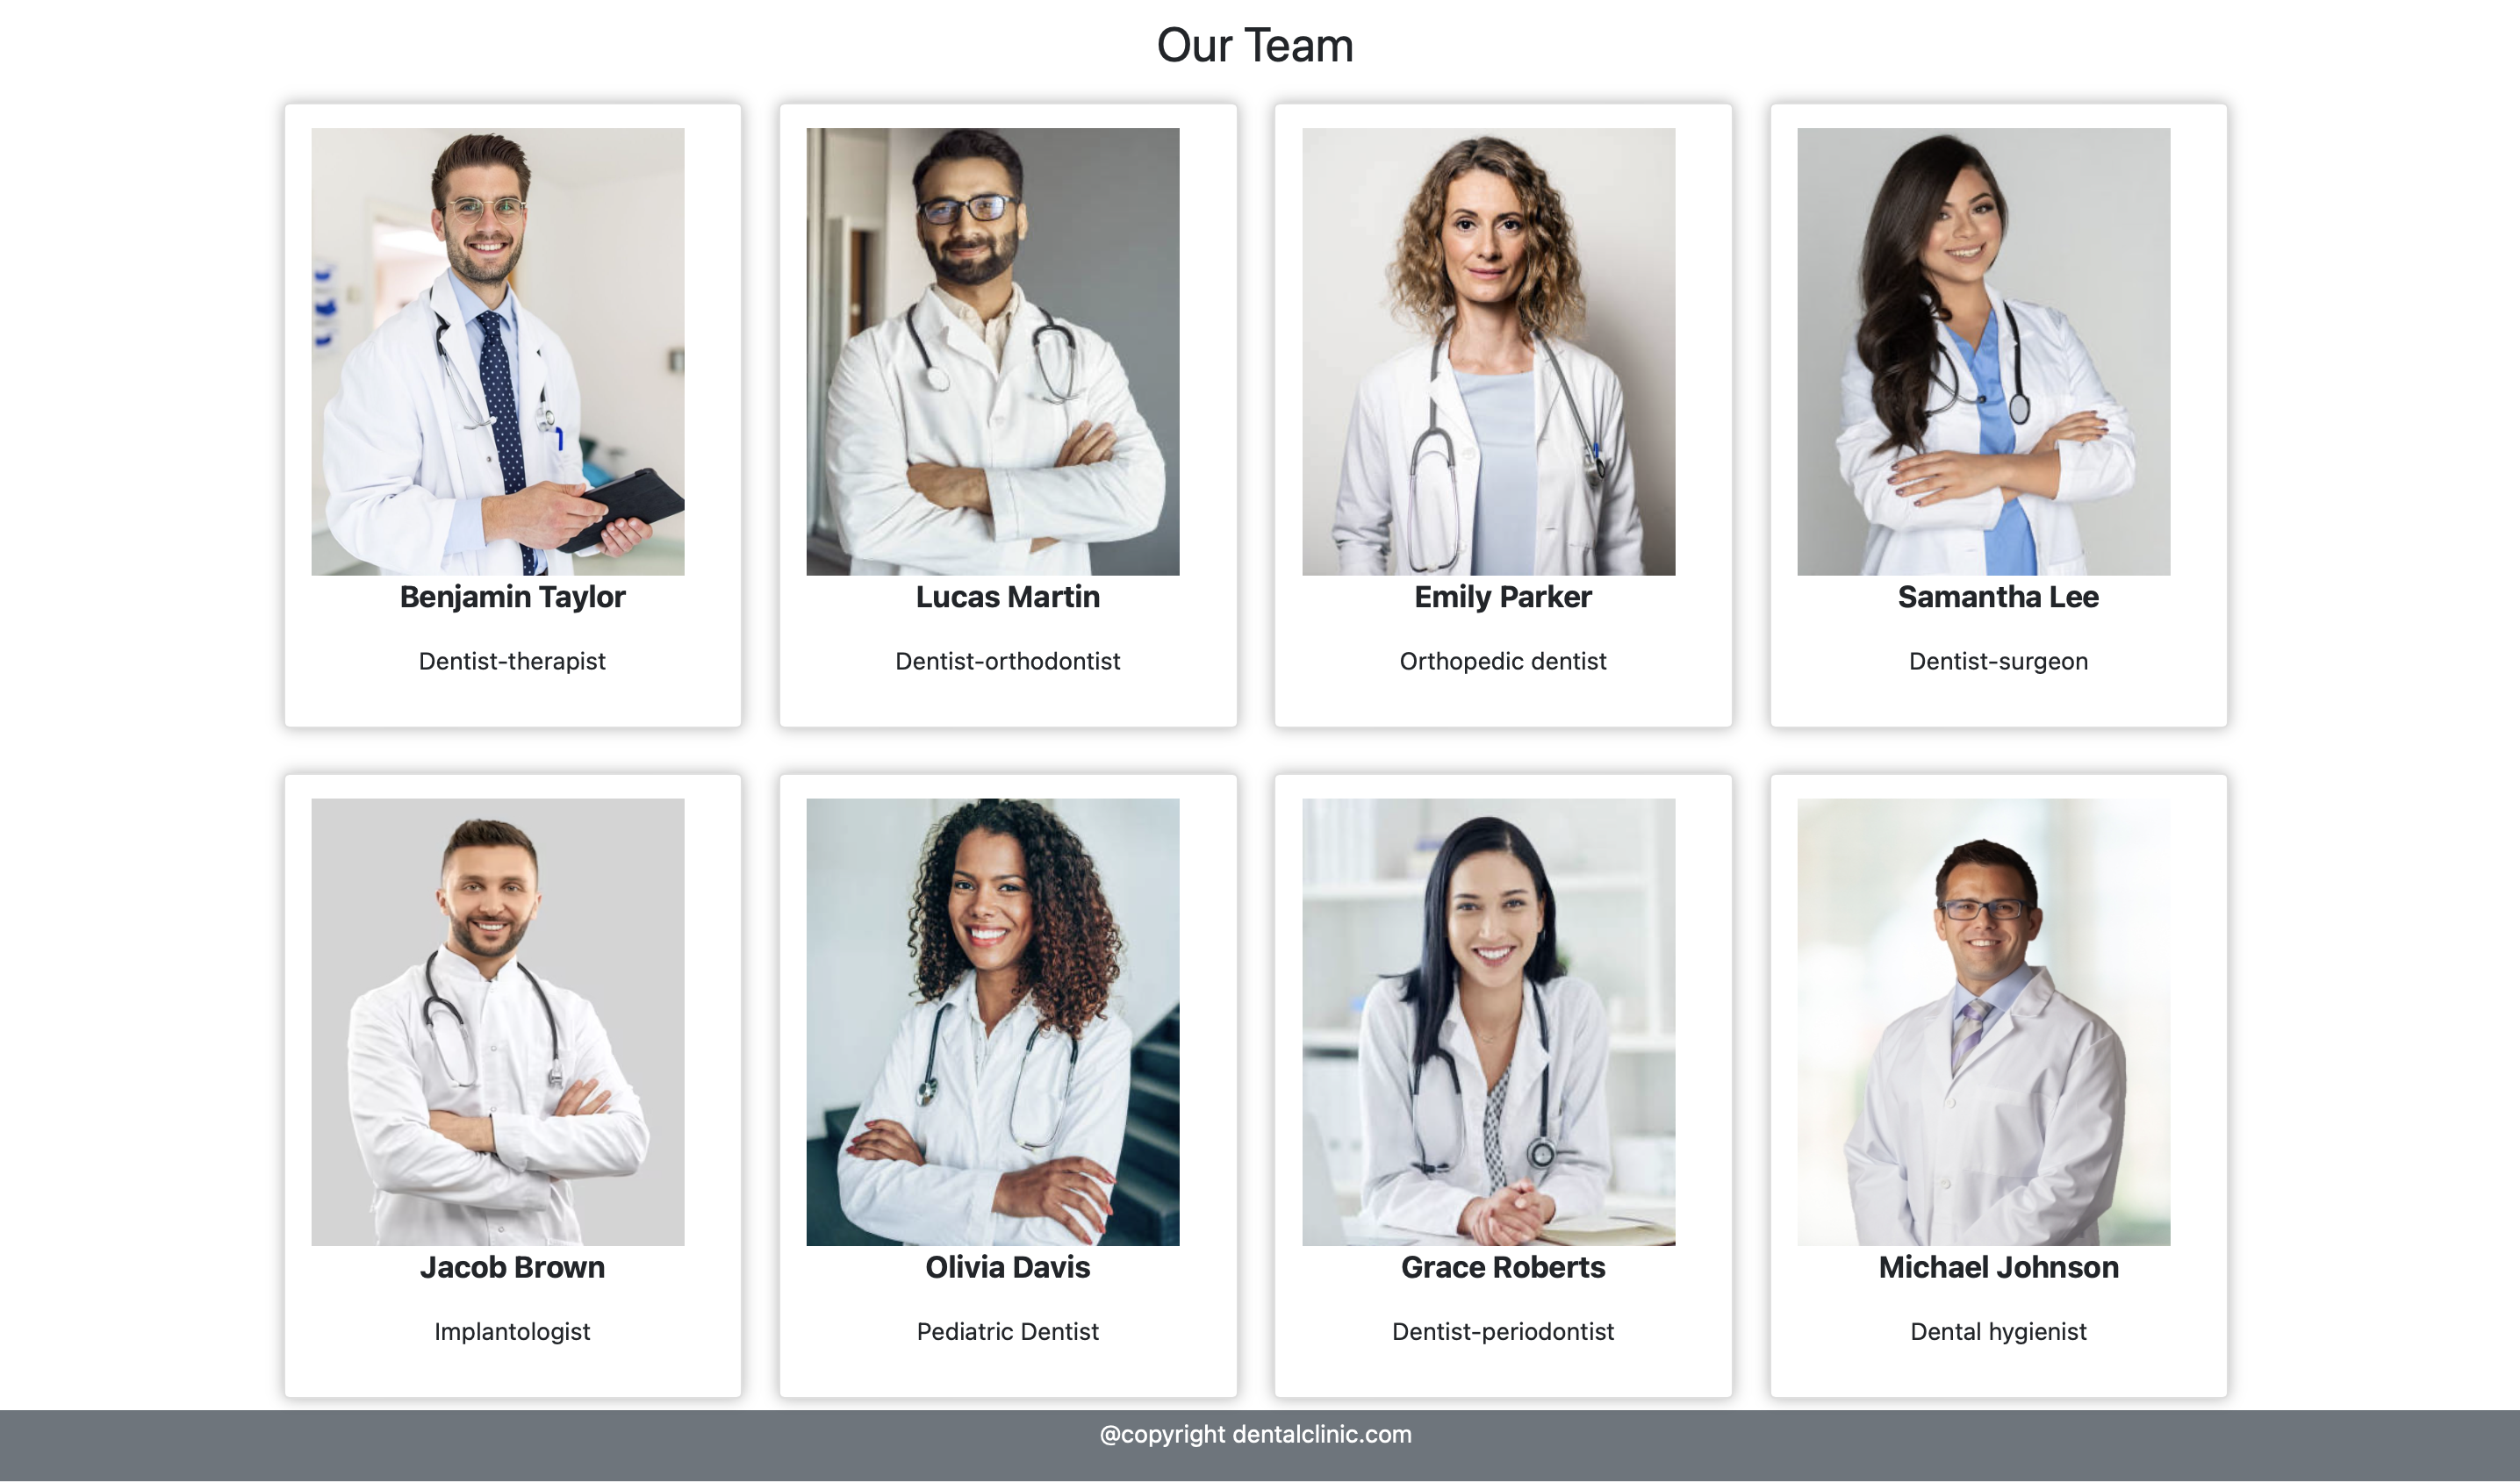 Our Team
Benjamin Taylor
Dentist-therapist
Lucas Martin
Dentist-orthodontist
Emily Parker
Orthopedic dentist
Samantha Lee
Dentist-surgeon
Jacob Brown
Implantologist
Olivia Davis
Pediatric Dentist
Grace Roberts
Dentist-periodontist
Michael Johnson
Dental hygienist
@copyright dentalclinic.com